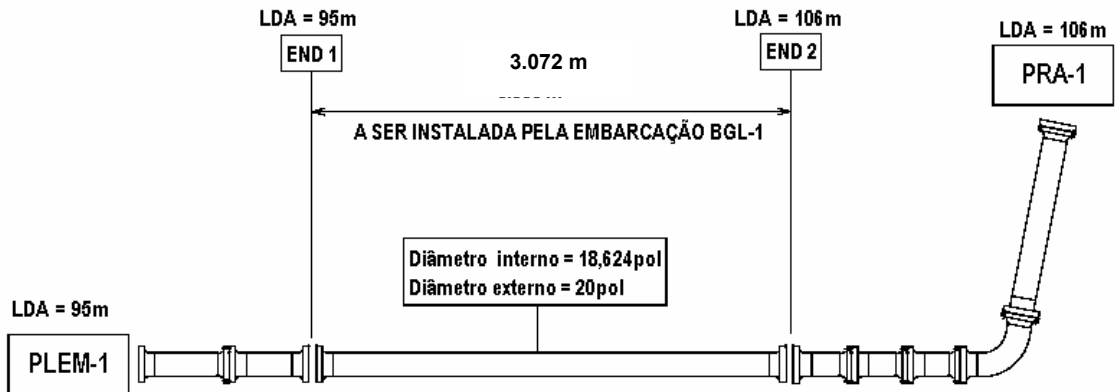 LDA = 95m
END 1
LDA = 106m
END 2
LDA = 106m
PRA-1
3.072 m
A SER INSTALADA PELA EMBARCAÇÃO BGL-1
Diâmetro interno = 18,624pol
Diâmetro externo = 20pol
LDA = 95m
PLEM-1